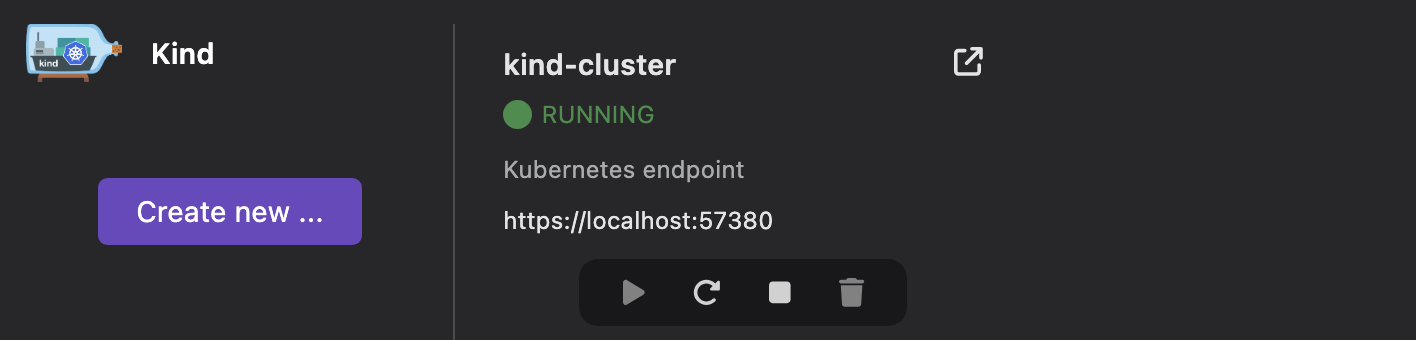 kind
Kind
Create new ...
kind-cluster
RUNNING
Kubernetes endpoint
https://localhost:57380